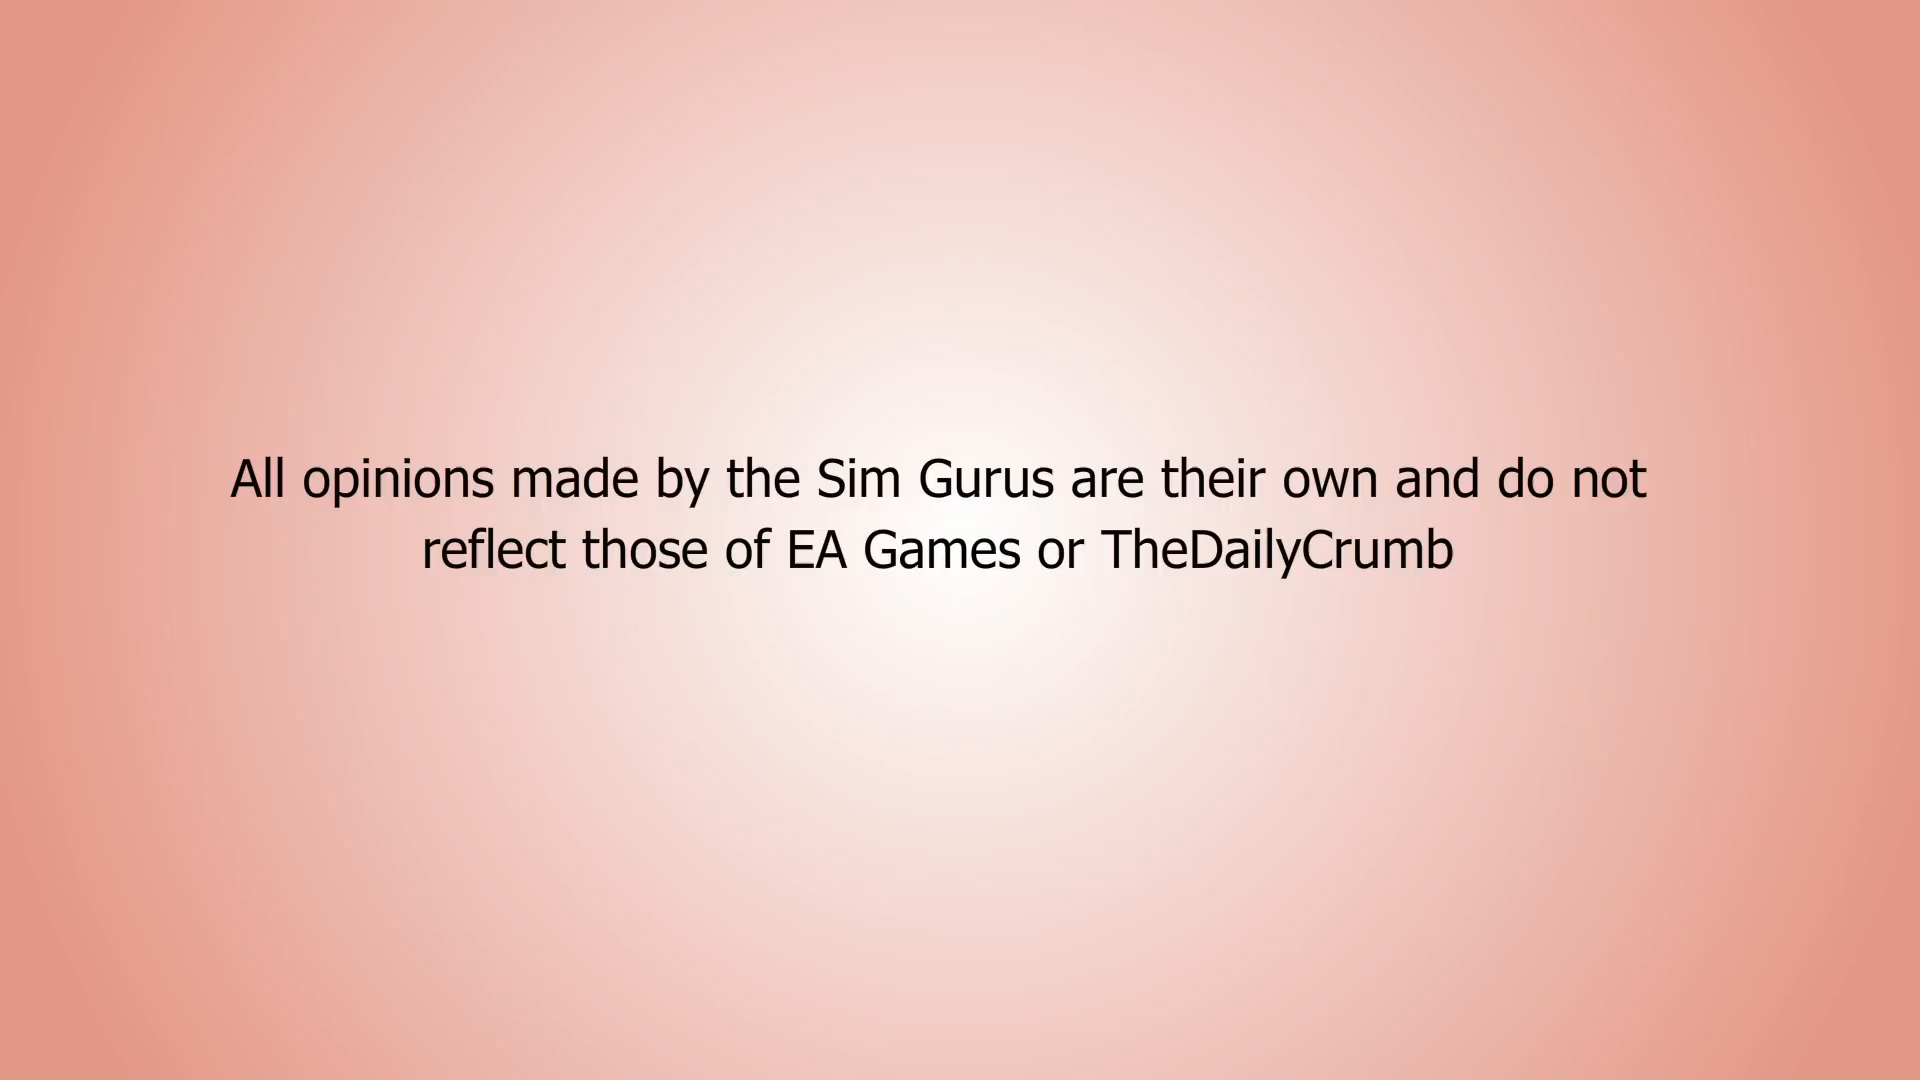 All opinions made by the Sim Gurus are their own and do not
reflect those of EA Games or TheDailyCrumb